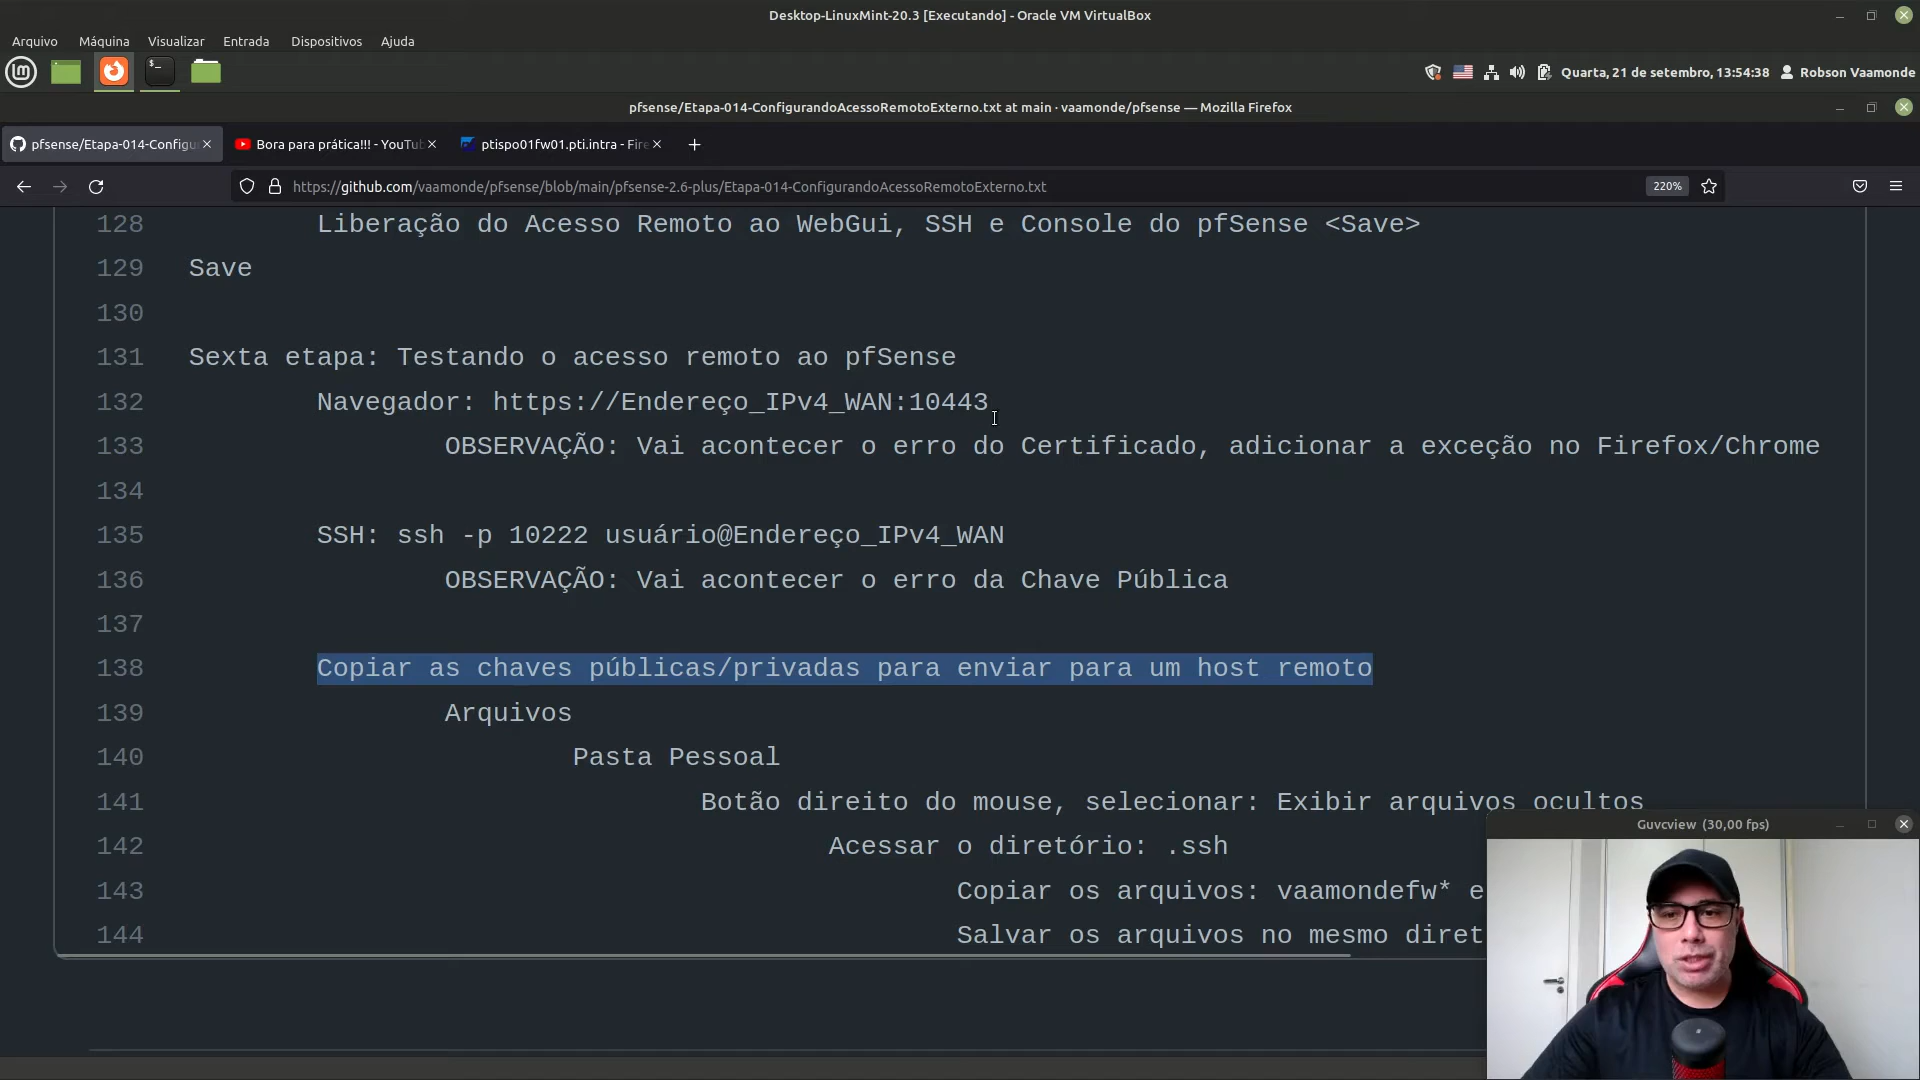 Desktop-LinuxMint-20.3 [Executando] - Oracle VM VirtualBox
Arquivo Máquina Visualizar Entrada Dispositivos Ajuda
Quarta, 21 de setembro, 13:54:38 Robson Vaamonde
pfsense/Etapa-014-ConfigurandoAcessoRemotoExterno.txt at main · vaamonde/pfsense — Mozilla Firefox
pfsense/Etapa-014-Configu Bora para prática!!! - YouTu ptispo01fw01.pti.intra - Fire
https://github.com/vaamonde/pfsense/blob/main/pfsense-2.6-plus/Etapa-014-ConfigurandoAcessoRemotoExterno.txt 220%
128 Liberação do Acesso Remoto ao WebGui, SSH e Console do pfSense <Save>
129 Save
130
131 Sexta etapa: Testando o acesso remoto ao pfSense
132 Navegador: https://Endereço_IPv4_WAN:10443
133 OBSERVAÇÃO: Vai acontecer o erro do Certificado, adicionar a exceção no Firefox/Chrome
134
135 SSH: ssh -p 10222 usuário@Endereço_IPv4_WAN
136 OBSERVAÇÃO: Vai acontecer o erro da Chave Pública
137
138 Copiar as chaves públicas/privadas para enviar para um host remoto
139 Arquivos
140 Pasta Pessoal
141 Botão direito do mouse, selecionar: Exibir arquivos ocultos
142 Acessar o diretório: .ssh
143 Copiar os arquivos: vaamondefw* e
144 Salvar os arquivos no mesmo diret
Guvcview (30,00 fps)